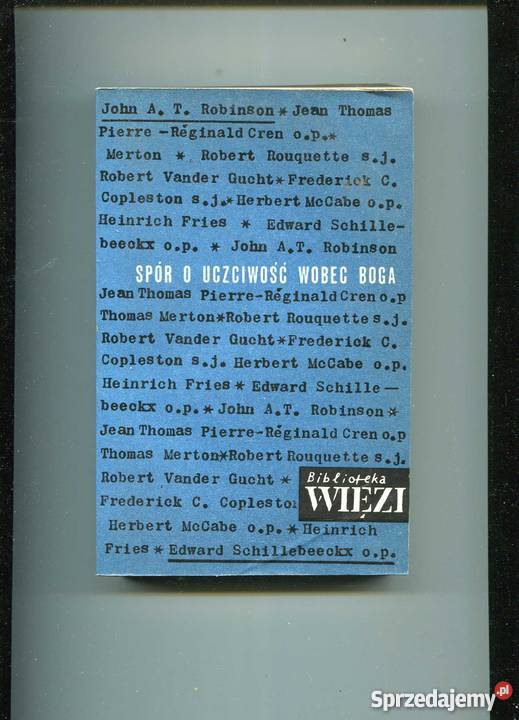 John A. T. Robinson * Jean Thomas
Pierre -Réginald Cren o.p.*
Merton * Robert Rouquette s.j.
Robert Vander Gucht*Frederick C.
Copleston s.j.*Herbert McCabe o.p.
Heinrich Fries * Edward Schille-
beeckx o.p. * John A.T. Robinson
SPÓR O UCZCIWOŚĆ WOBEC BOGA
Jean Thomas Pierre-Réginald Cren o.p
Thomas Merton*Robert Rouquette s.j.
Robert Vander Gucht*Frederick C.
Copleston s.j. Herbert McCabe o.p.
Heinrich Fries* Edward Schille—
beeckx o.p.* John A.T. Robinson*
Jean Thomas Pierre-Réginald Cren o.p
Thomas Merton*Robert Rouquette s.j.
Robert Vander Gucht *
Biblioteka
WIĘZI
Frederick C. Coplestor
Herbert McCabe o.p. *Heinrich
Fries * Edward Schillebeeckx o.p.
Sprzedajemy.pl